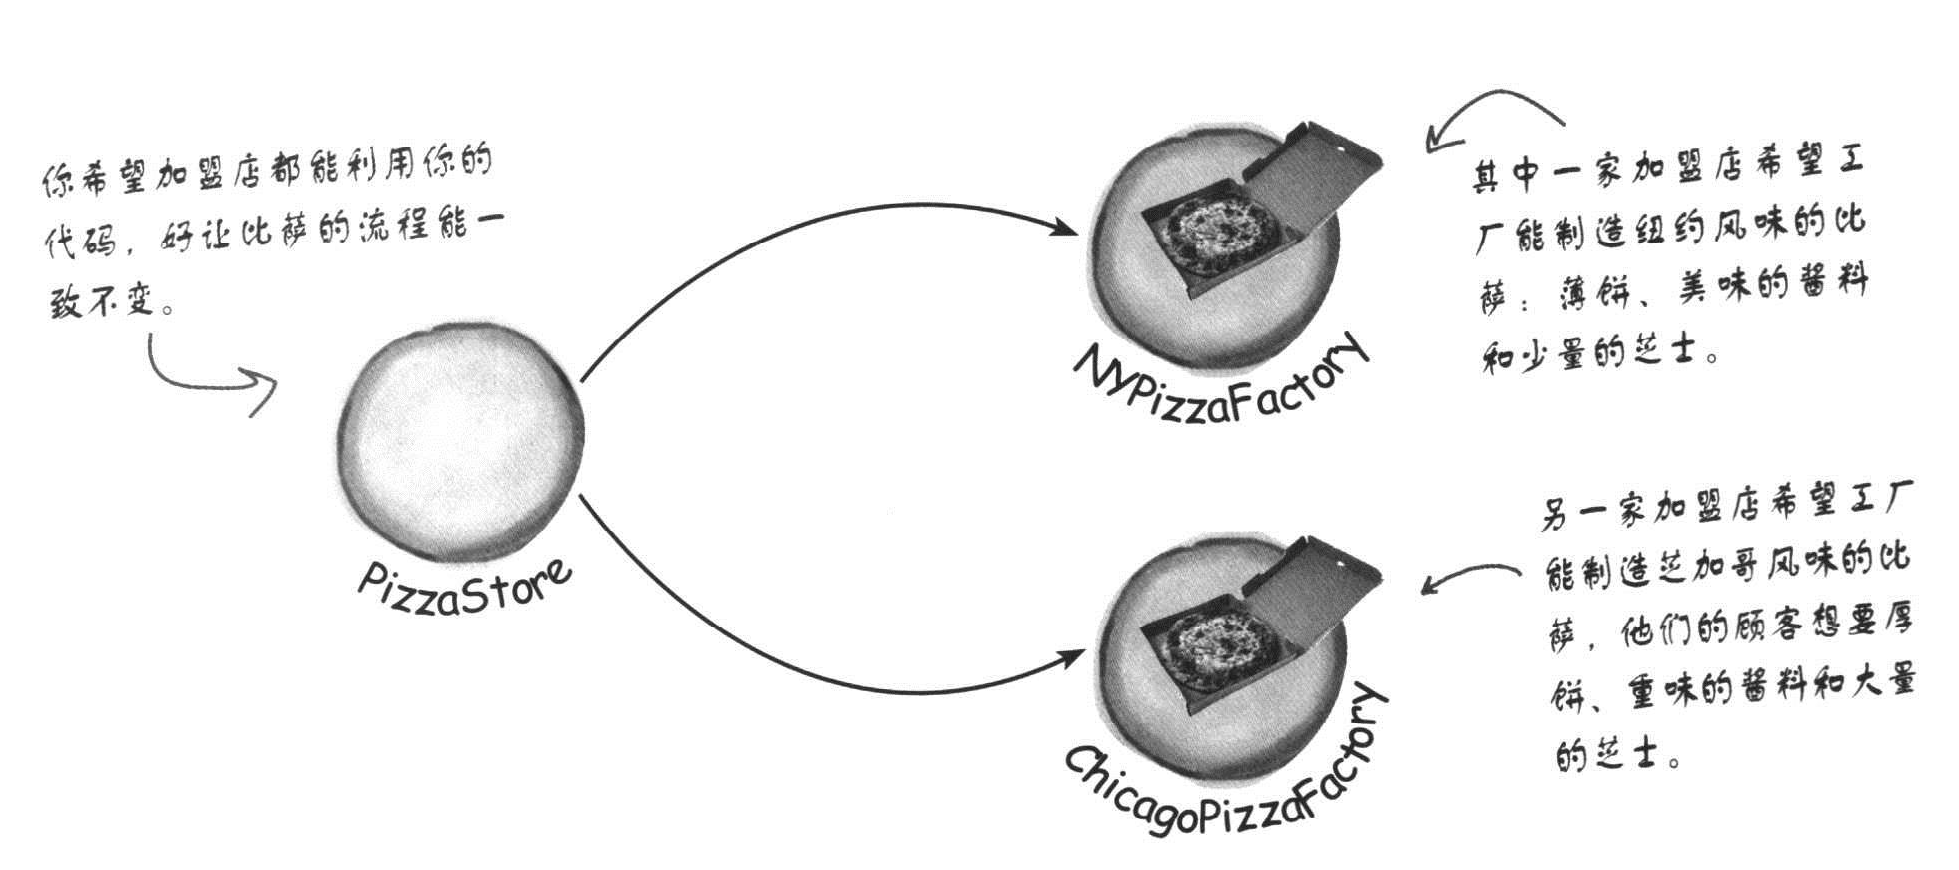 你希望加盟店都能利用你的
代码，好让比萨的流程能一
致不变。
PizzaStore
NYPizzaFactory
其中一家加盟店希望工
厂能制造纽约风味的比
萨：薄饼、美味的酱料
和少量的芝士。
ChicagoPizzaFactory
另一家加盟店希望工厂
能制造芝加哥风味的比
萨，他们的顾客想要厚
饼、重味的酱料和大量
的芝士。